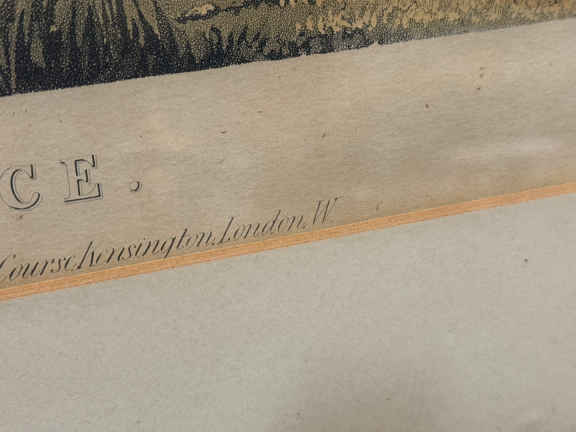 CE.
Course, Kensington, London, W.